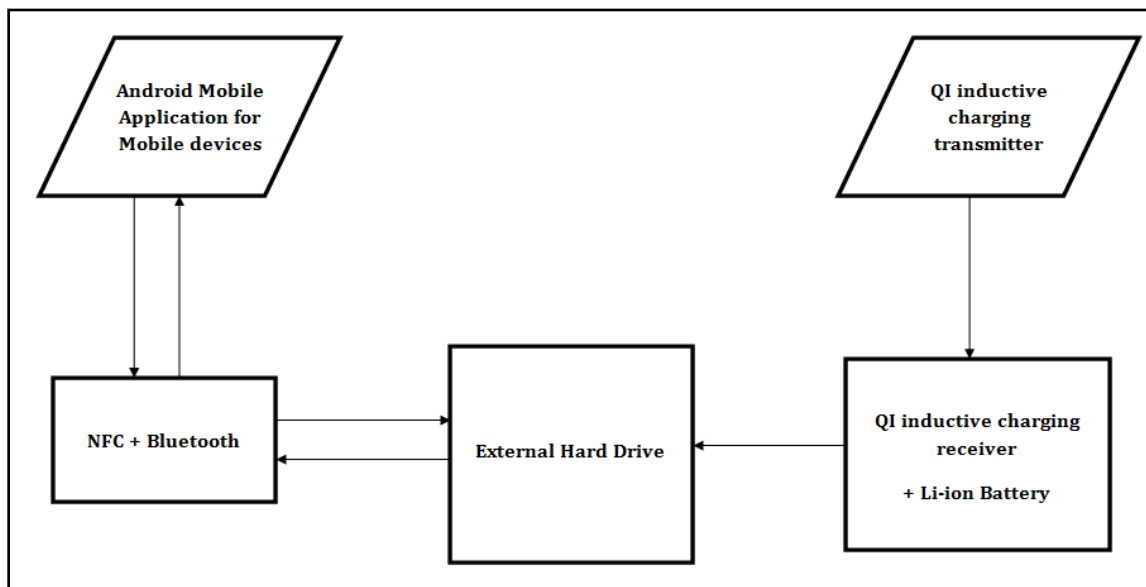 Android Mobile
Application for
Mobile devices
QI inductive
charging
transmitter
NFC + Bluetooth
External Hard Drive
QI inductive charging
receiver
+ Li-ion Battery